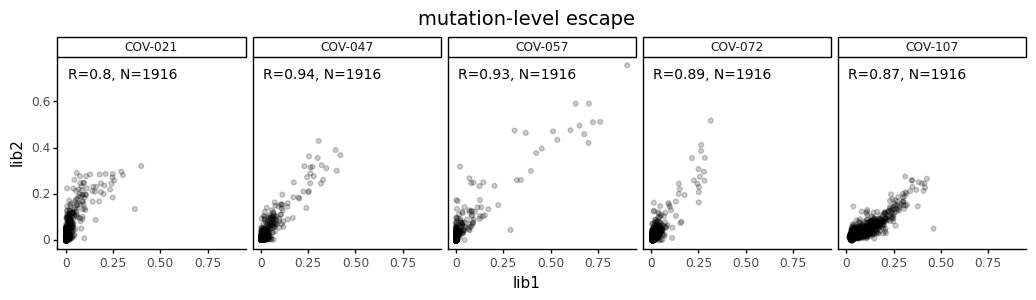 mutation-level escape
COV-021 COV-047 COV-057 COV-072 COV-107
R=0.8, N=1916 R=0.94, N=1916 R=0.93, N=1916 R=0.89, N=1916 R=0.87, N=1916
0.6
0.4
0.2
0
lib2
0 0.25 0.50 0.75 0 0.25 0.50 0.75 0 0.25 0.50 0.75 0 0.25 0.50 0.75 0 0.25 0.50 0.75
lib1